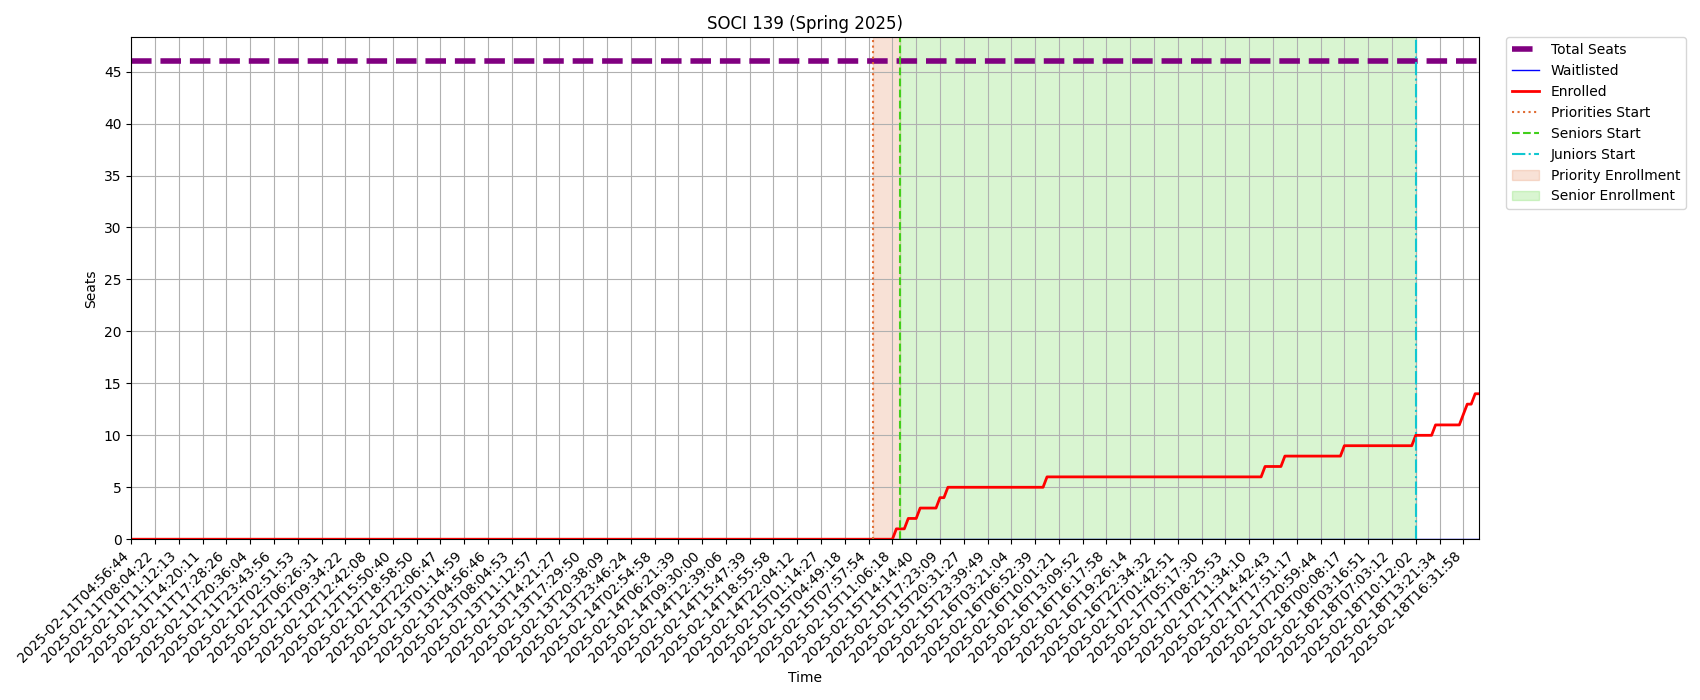 SOCI 139 (Spring 2025)
Total Seats
Waitlisted
Enrolled
Priorities Start
Seniors Start
Juniors Start
Priority Enrollment
Senior Enrollment
Seats
45
40
35
30
25
20
15
10
5
0
2025-02-11T04:56:44
2025-02-11T08:04:22
2025-02-11T11:12:13
2025-02-11T14:20:11
2025-02-11T17:28:26
2025-02-11T20:36:04
2025-02-11T23:43:56
2025-02-12T02:51:53
2025-02-12T06:26:31
2025-02-12T09:34:22
2025-02-12T12:42:08
2025-02-12T15:50:40
2025-02-12T18:58:50
2025-02-12T22:06:47
2025-02-13T01:14:59
2025-02-13T04:56:46
2025-02-13T08:04:53
2025-02-13T11:12:57
2025-02-13T14:21:27
2025-02-13T17:29:50
2025-02-13T20:38:09
2025-02-13T23:46:24
2025-02-14T02:54:58
2025-02-14T06:21:39
2025-02-14T09:30:00
2025-02-14T12:39:06
2025-02-14T15:47:39
2025-02-14T18:55:58
2025-02-14T22:04:12
2025-02-15T01:14:27
2025-02-15T04:49:18
2025-02-15T07:57:54
2025-02-15T11:06:18
2025-02-15T14:14:40
2025-02-15T17:23:09
2025-02-15T20:31:27
2025-02-15T23:39:49
2025-02-16T03:21:04
2025-02-16T06:52:39
2025-02-16T10:01:21
2025-02-16T13:09:52
2025-02-16T16:17:58
2025-02-16T19:26:14
2025-02-16T22:34:32
2025-02-17T01:42:51
2025-02-17T05:17:30
2025-02-17T08:25:53
2025-02-17T11:34:10
2025-02-17T14:42:43
2025-02-17T17:51:17
2025-02-17T20:59:44
2025-02-18T00:08:17
2025-02-18T03:16:51
2025-02-18T07:03:12
2025-02-18T10:12:02
2025-02-18T13:21:34
2025-02-18T16:31:58
Time